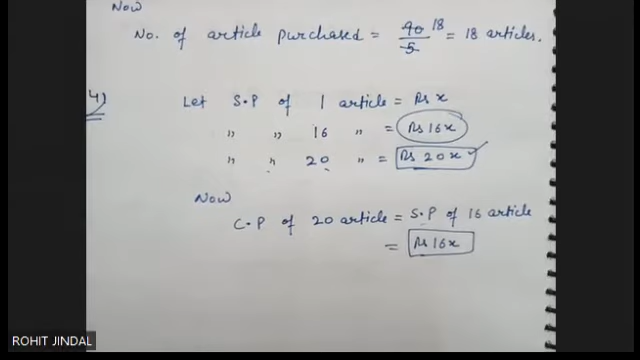 Now
No. of article purchased = 90/5 18 = 18 articles.
4)
Let S.P of 1 article = Rs x
" " 16 " = Rs 16x
" " 20 " = Rs 20x
Now
C.P of 20 article = S.P of 16 article
= Rs 16x
ROHIT JINDAL